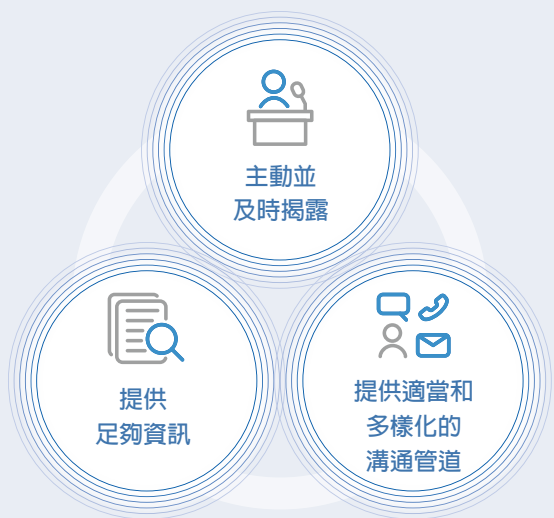 主動並
及時揭露
提供
足夠資訊
提供適當和
多樣化的
溝通管道